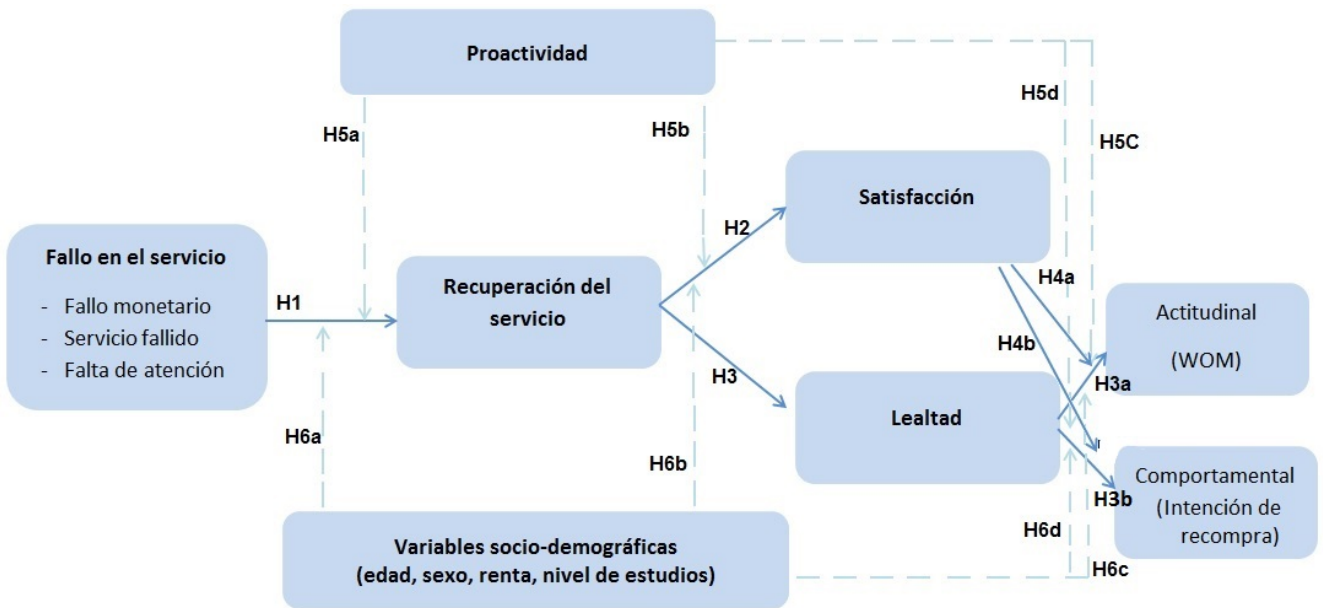 Proactividad
H5a
H5b
H5d
H5C
Fallo en el servicio
- Fallo monetario
- Servicio fallido
- Falta de atención
H1
Recuperación del
servicio
H2
H3
Satisfacción
Lealtad
H4a
H4b
H3a
H3b
Actitudinal
(WOM)
Comportamental
(Intención de
recompra)
H6a
H6b
H6d
H6c
Variables socio-demográficas
(edad, sexo, renta, nivel de estudios)